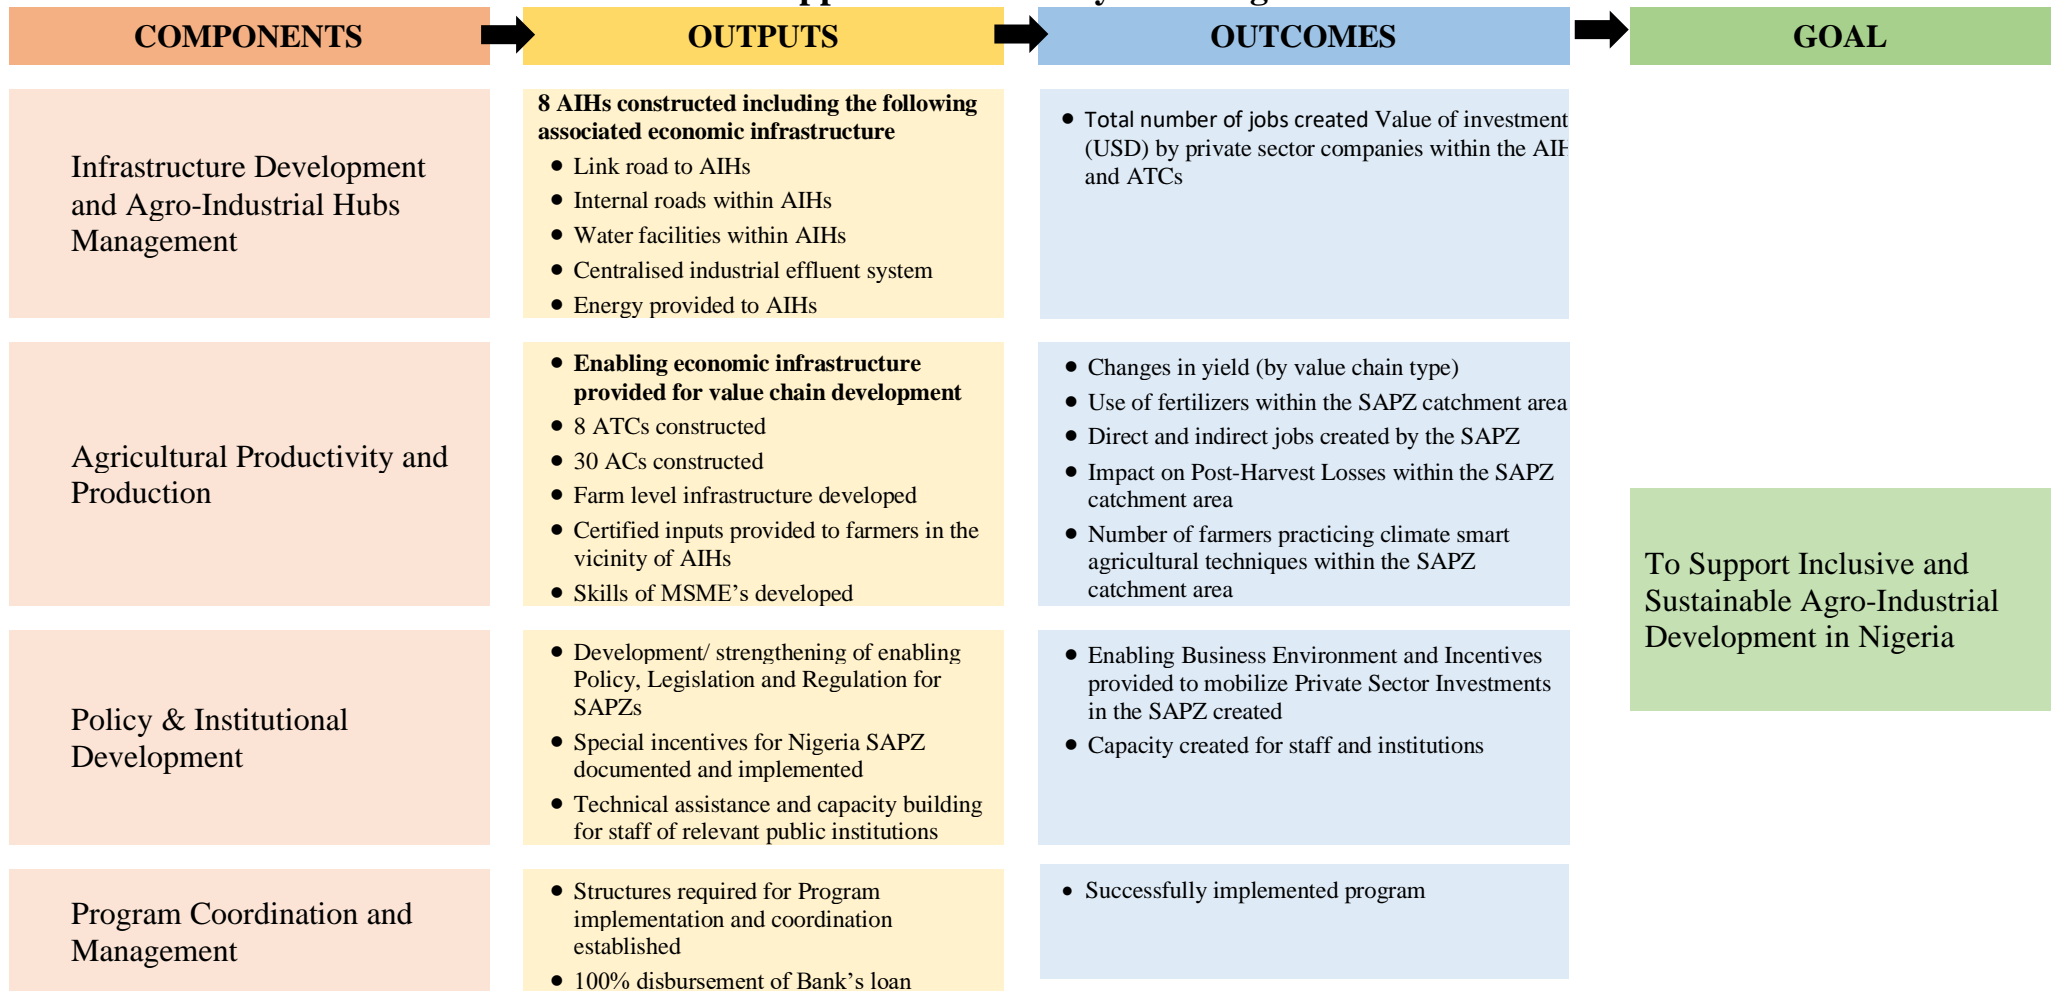 COMPONENTS
OUTPUTS
OUTCOMES
GOAL
Infrastructure Development
and Agro-Industrial Hubs
Management
8 AIHs constructed including the following
associated economic infrastructure
• Link road to AIHs
• Internal roads within AIHs
• Water facilities within AIHs
• Centralised industrial effluent system
• Energy provided to AIHs
• Total number of jobs created Value of investment
(USD) by private sector companies within the
and ATCs
Agricultural Productivity and
Production
• Enabling economic infrastructure
provided for value chain development
• 8 ATCs constructed
• 30 ACs constructed
• Farm level infrastructure developed
• Certified inputs provided to farmers in the
vicinity of AIHs
• Skills of MSME’s developed
• Changes in yield (by value chain type)
• Use of fertilizers within the SAPZ catchment area
• Direct and indirect jobs created by the SAPZ
• Impact on Post-Harvest Losses within the SAPZ
catchment area
• Number of farmers practicing climate smart
agricultural techniques within the SAPZ
catchment area
To Support Inclusive and
Sustainable Agro-Industrial
Development in Nigeria
Policy & Institutional
Development
• Development/ strengthening of enabling
Policy, Legislation and Regulation for
SAPZs
• Special incentives for Nigeria SAPZ
documented and implemented
• Technical assistance and capacity building
for staff of relevant public institutions
• Enabling Business Environment and Incentives
provided to mobilize Private Sector Investments
in the SAPZ created
• Capacity created for staff and institutions
Program Coordination and
Management
• Structures required for Program
implementation and coordination
established
• 100% disbursement of Bank’s loan
• Successfully implemented program